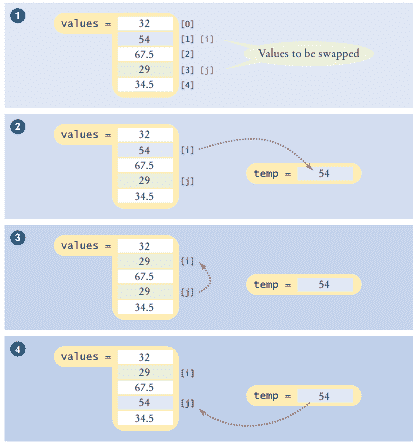 1
values = 32 [0]
54 [1] [i]
67.5 [2]
29 [3] [j]
34.5 [4]
Values to be swapped
2
values = 32
54 [i]
67.5
29 [j]
34.5
temp = 54
3
values = 32
29 [i]
67.5
29 [j]
34.5
temp = 54
4
values = 32
29 [i]
67.5
54 [j]
34.5
temp = 54